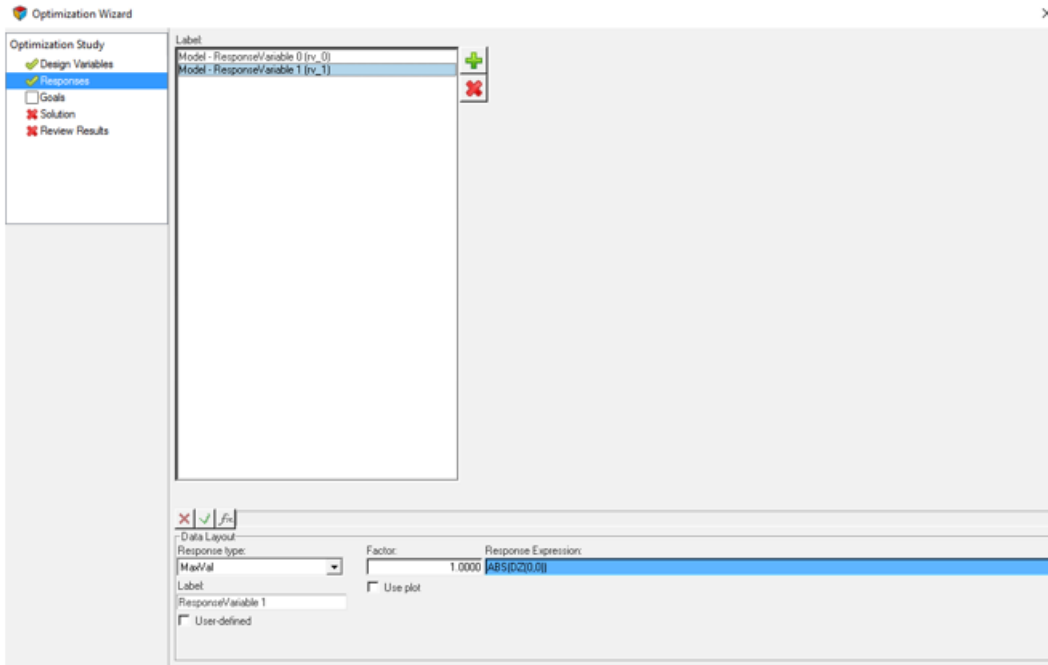 Optimization Wizard
Optimization Study
Design Variables
Responses
Goals
Solution
Review Results
Label:
Model - ResponseVariable 0 (rv_0)
Model - ResponseVariable 1 (rv_1)
Data Layout
Response type:
Factor:
Response Expression:
MaxVal
1.0000
ABS(DZ(0,0))
Label:
Use plot
ResponseVariable 1
User-defined